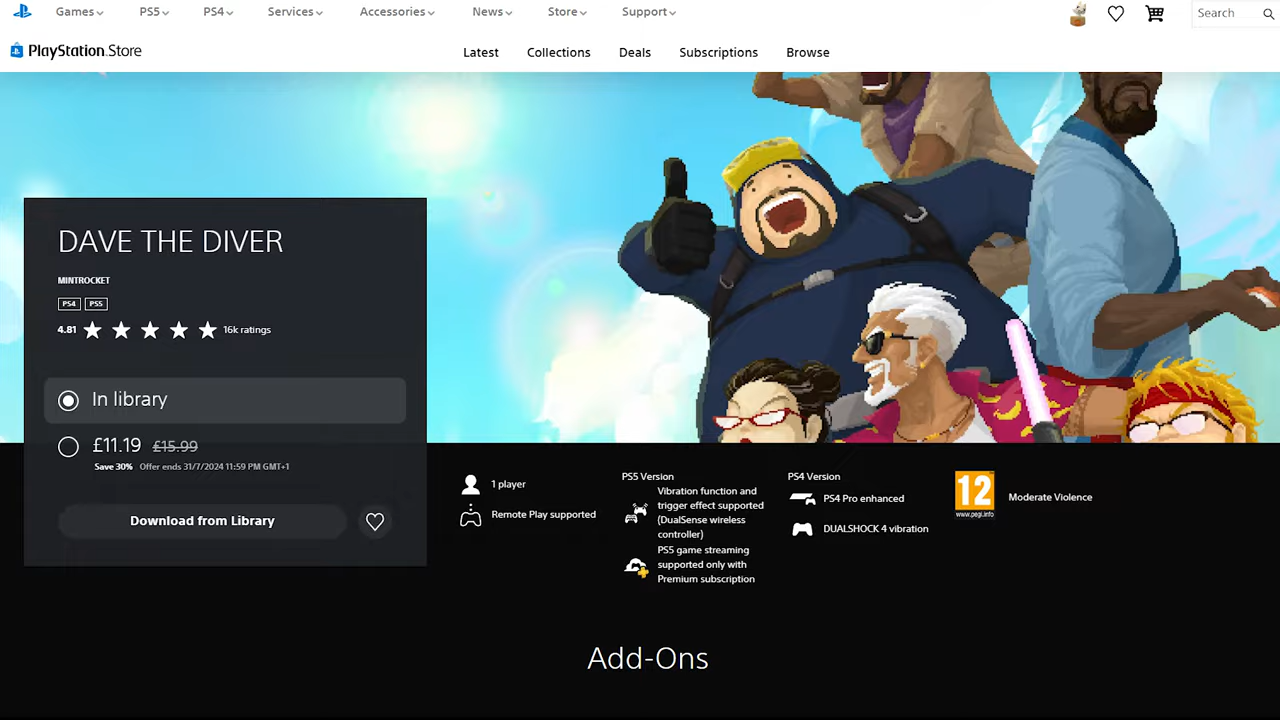 Games PS5 PS4 Services Accessories News Store Support Search
PlayStation.Store
Latest Collections Deals Subscriptions Browse
DAVE THE DIVER
MINTROCKET
PS4 PS5
4.81 16k ratings
In library
£11.19 £15.99
Save 30% Offer ends 31/7/2024 11:59 PM GMT+1
Download from Library
1 player
Remote Play supported
PS5 Version
Vibration function and
trigger effect supported
(DualSense wireless
controller)
PS5 game streaming
supported only with
Premium subscription
PS4 Version
PS4 Pro enhanced
DUALSHOCK 4 vibration
12
www.pegi.info
Moderate Violence
Add-Ons